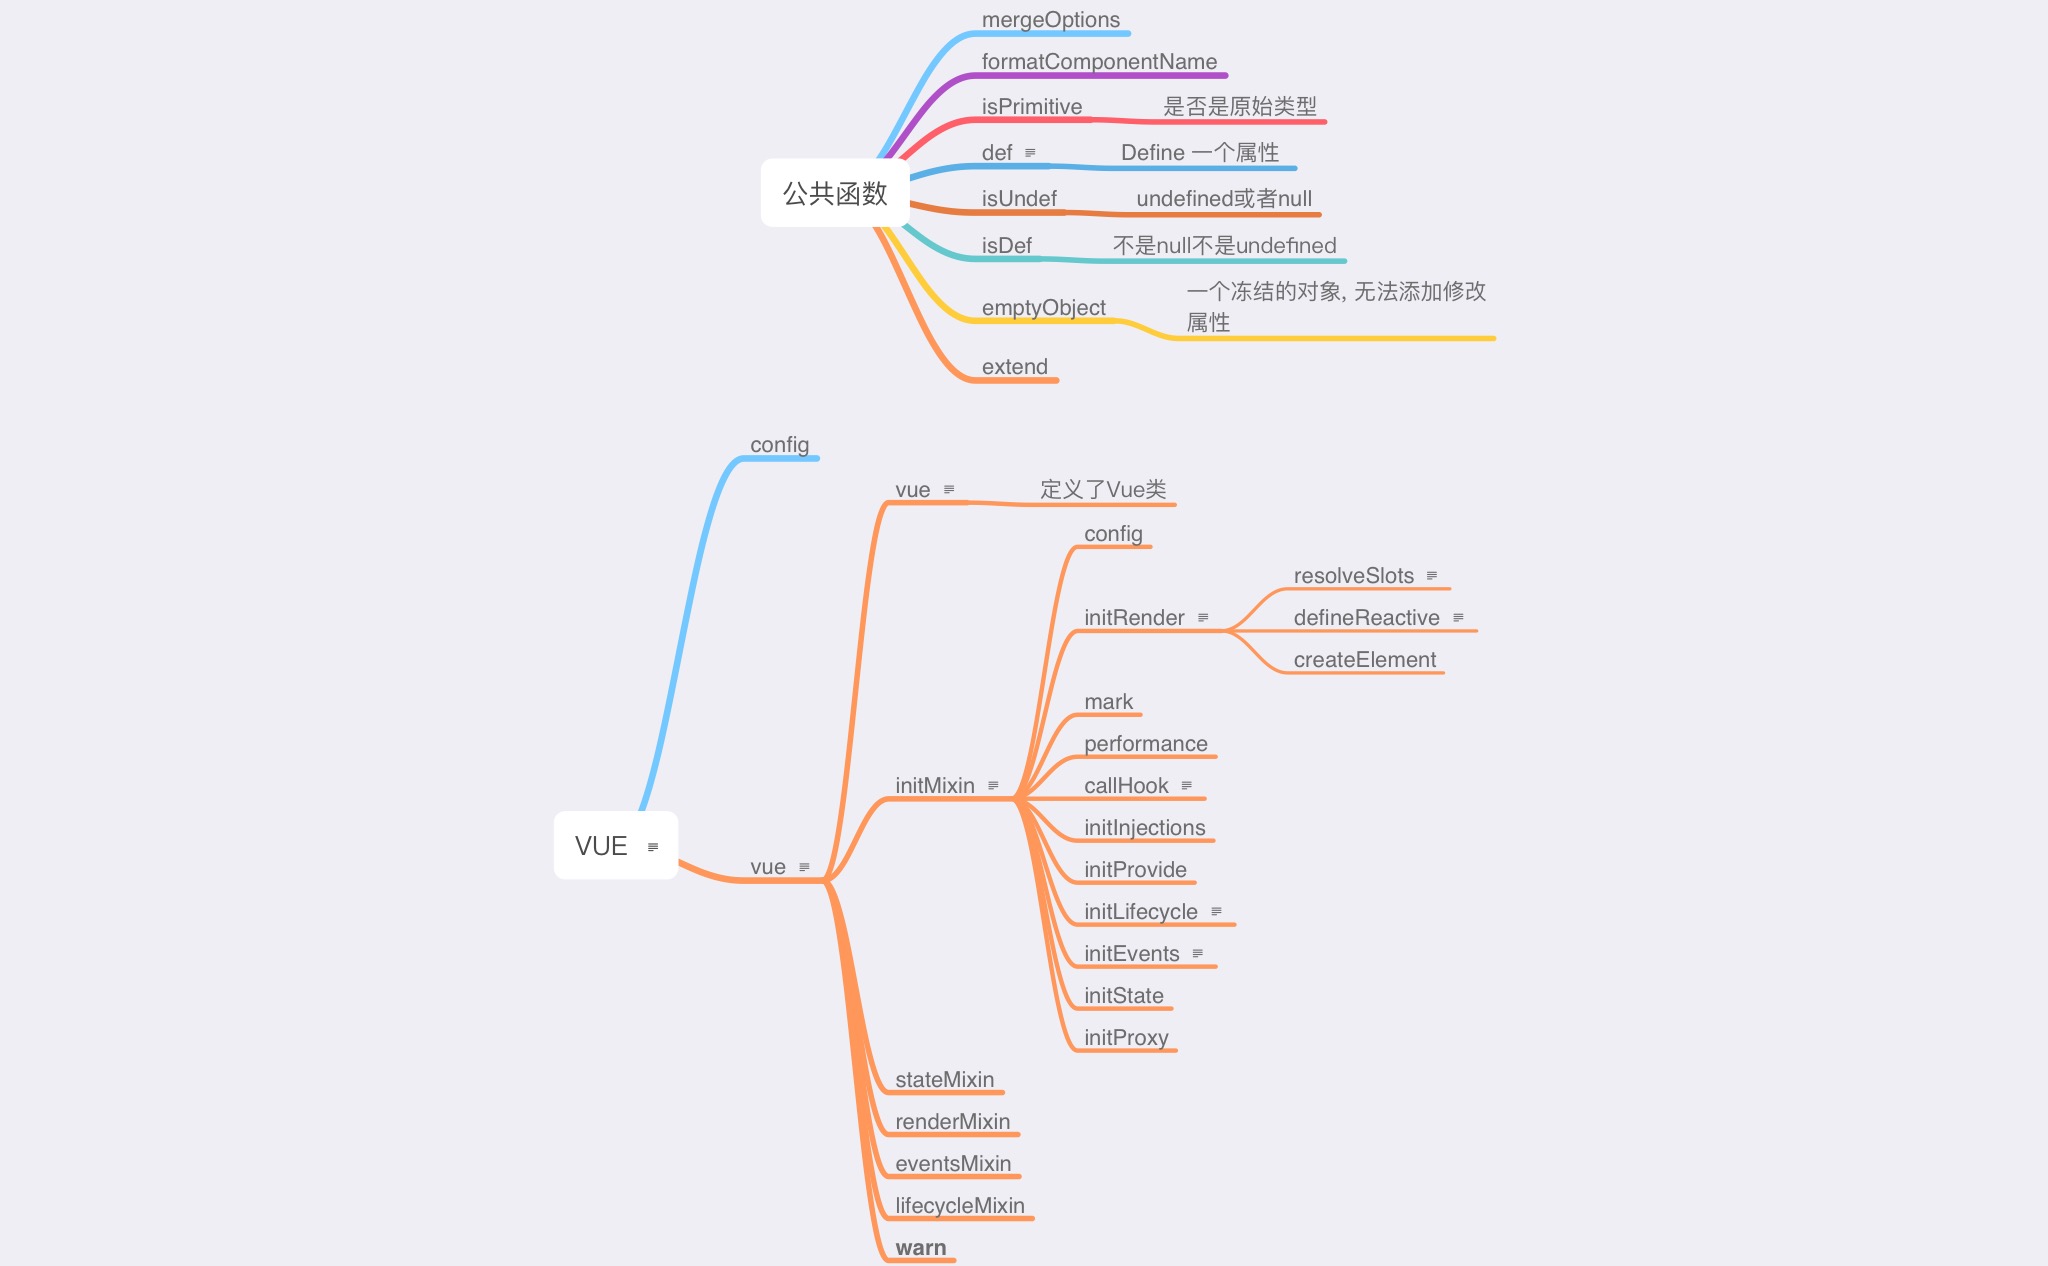 mergeOptions
formatComponentName
isPrimitive 是否是原始类型
def Define 一个属性
公共函数
isUndef undefined或者null
isDef 不是null不是undefined
emptyObject 一个冻结的对象, 无法添加修改
属性
extend
config
vue 定义了Vue类
config
resolveSlots
initRender defineReactive
createElement
mark
performance
initMixin callHook
initInjections
VUE
vue initProvide
initLifecycle
initEvents
initState
initProxy
stateMixin
renderMixin
eventsMixin
lifecycleMixin
warn